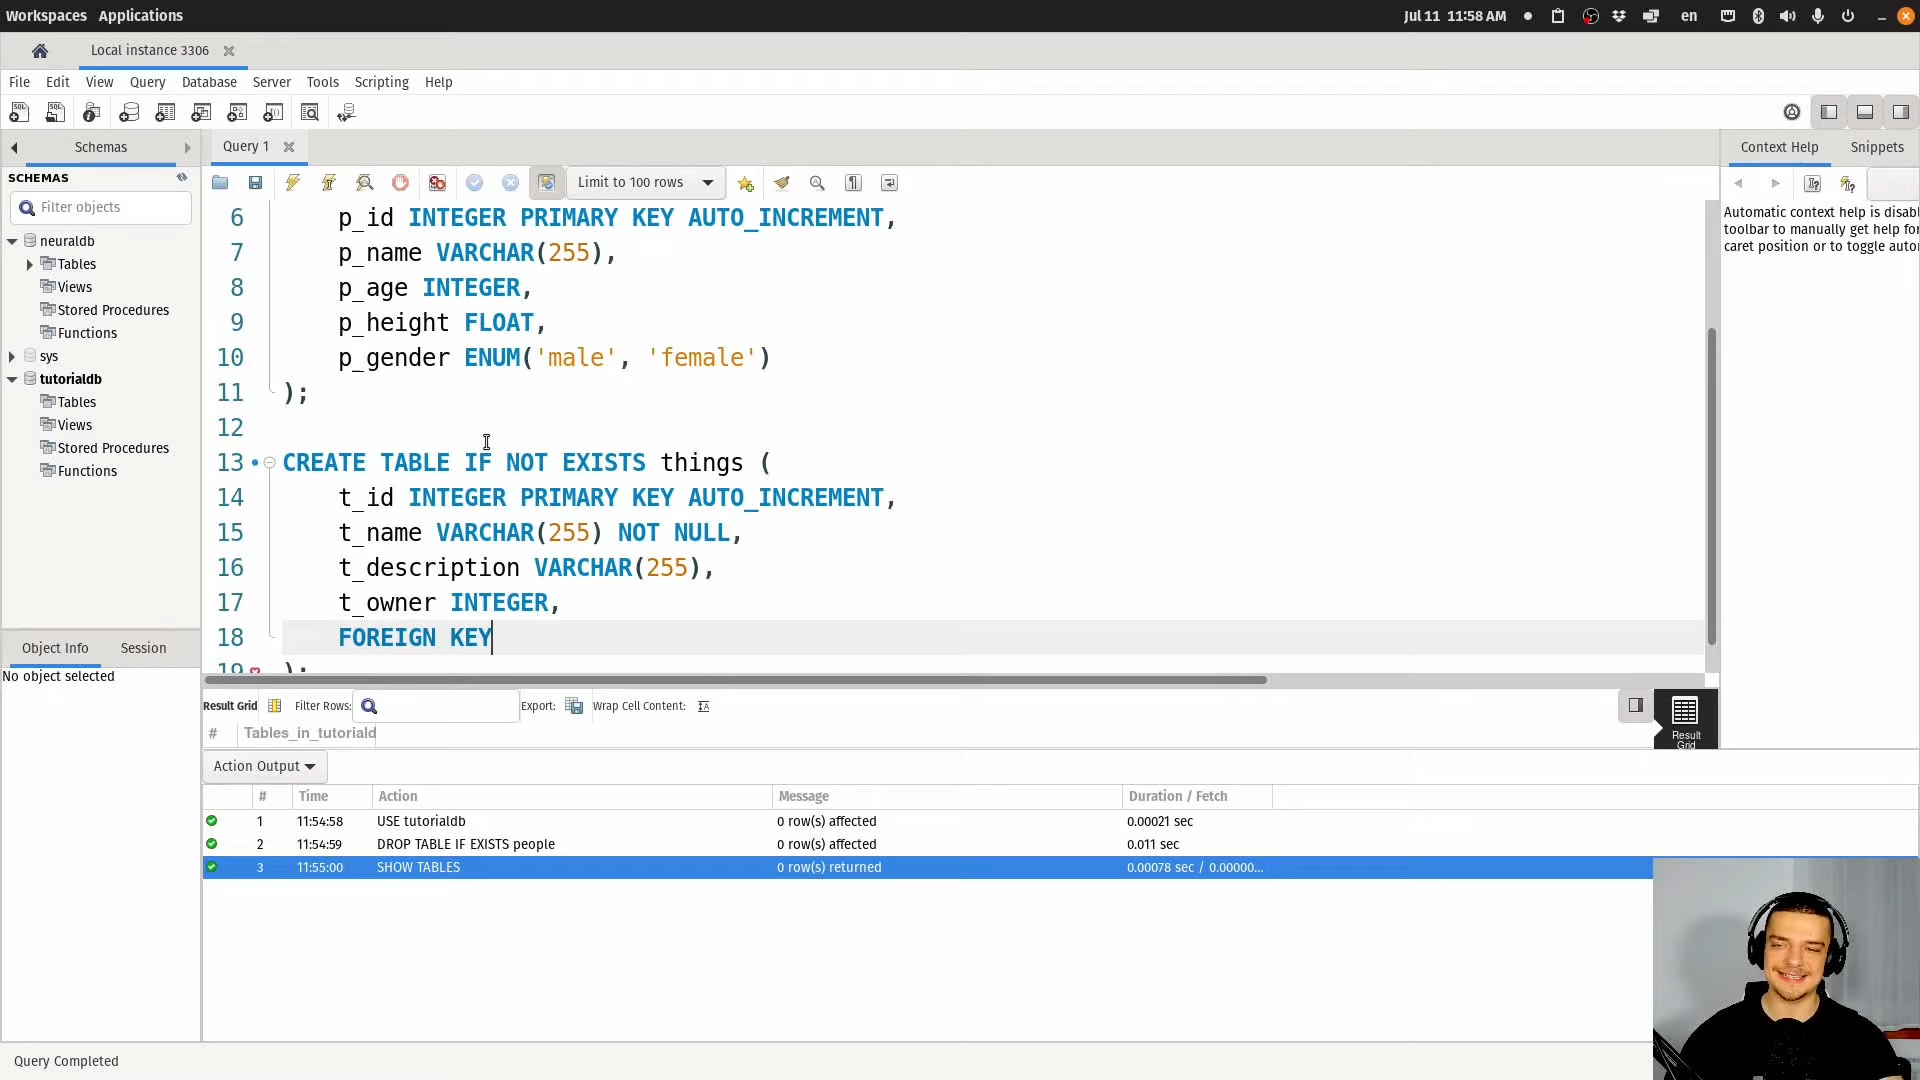 Workspaces Applications
Jul 11 11:58 AM
en
Local instance 3306
File Edit View Query Database Server Tools Scripting Help
Schemas
Query 1
Context Help Snippets
SCHEMAS
Limit to 100 rows
Filter objects
neuraldb
Tables
Views
Stored Procedures
Functions
sys
tutorialdb
Tables
Views
Stored Procedures
Functions
6 p_id INTEGER PRIMARY KEY AUTO_INCREMENT,
7 p_name VARCHAR(255),
8 p_age INTEGER,
9 p_height FLOAT,
10 p_gender ENUM('male', 'female')
11 );
12
13 CREATE TABLE IF NOT EXISTS things (
14 t_id INTEGER PRIMARY KEY AUTO_INCREMENT,
15 t_name VARCHAR(255) NOT NULL,
16 t_description VARCHAR(255),
17 t_owner INTEGER,
18 FOREIGN KEY
19 );
Automatic context help is disab
toolbar to manually get help for
caret position or to toggle auto
Object Info Session
No object selected
Result Grid Filter Rows: Export: Wrap Cell Content:
Result
Grid
# Tables_in_tutoriald
Action Output
# Time Action Message Duration / Fetch
1 11:54:58 USE tutorialdb 0 row(s) affected 0.00021 sec
2 11:54:59 DROP TABLE IF EXISTS people 0 row(s) affected 0.011 sec
3 11:55:00 SHOW TABLES 0 row(s) returned 0.00078 sec / 0.00000...
Query Completed